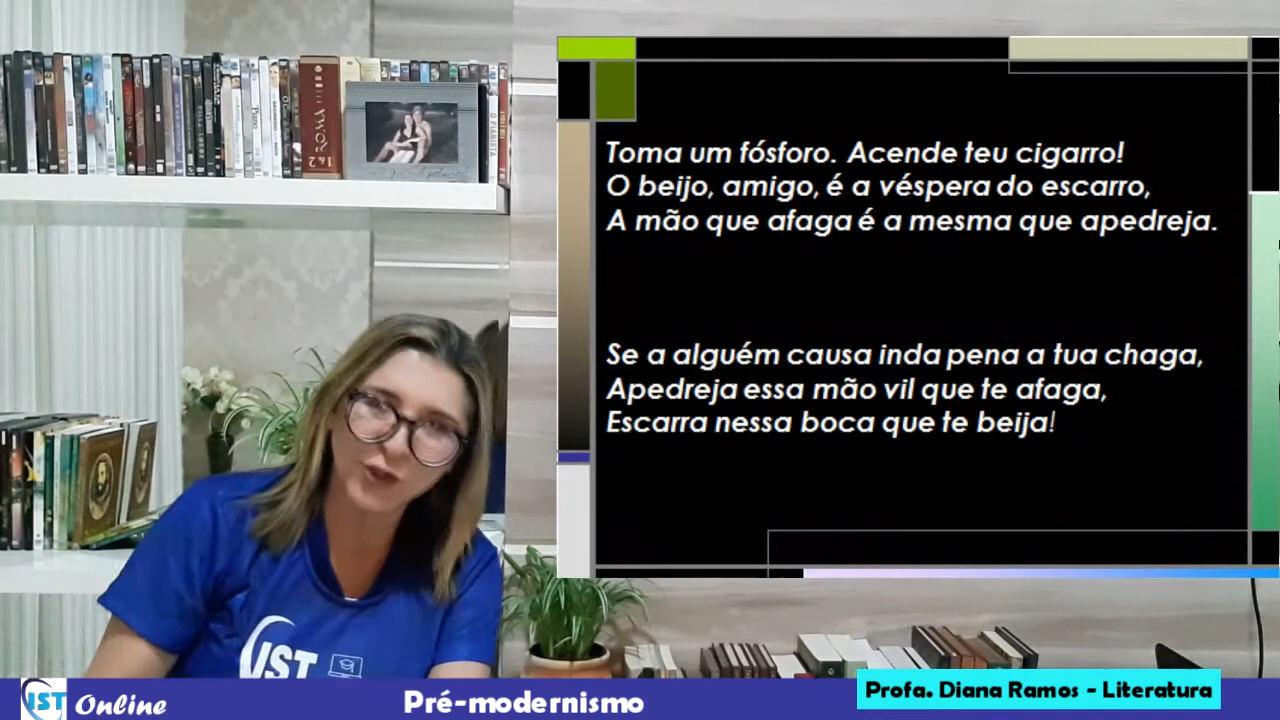 Toma um fósforo. Acende teu cigarro!
O beijo, amigo, é a véspera do escarro,
A mão que afaga é a mesma que apedreja.
Se a alguém causa inda pena a tua chaga,
Apedreja essa mão vil que te afaga,
Escarra nessa boca que te beija!
O PIANISTA
IST
IST Online
Pré-modernismo
Profa. Diana Ramos - Literatura